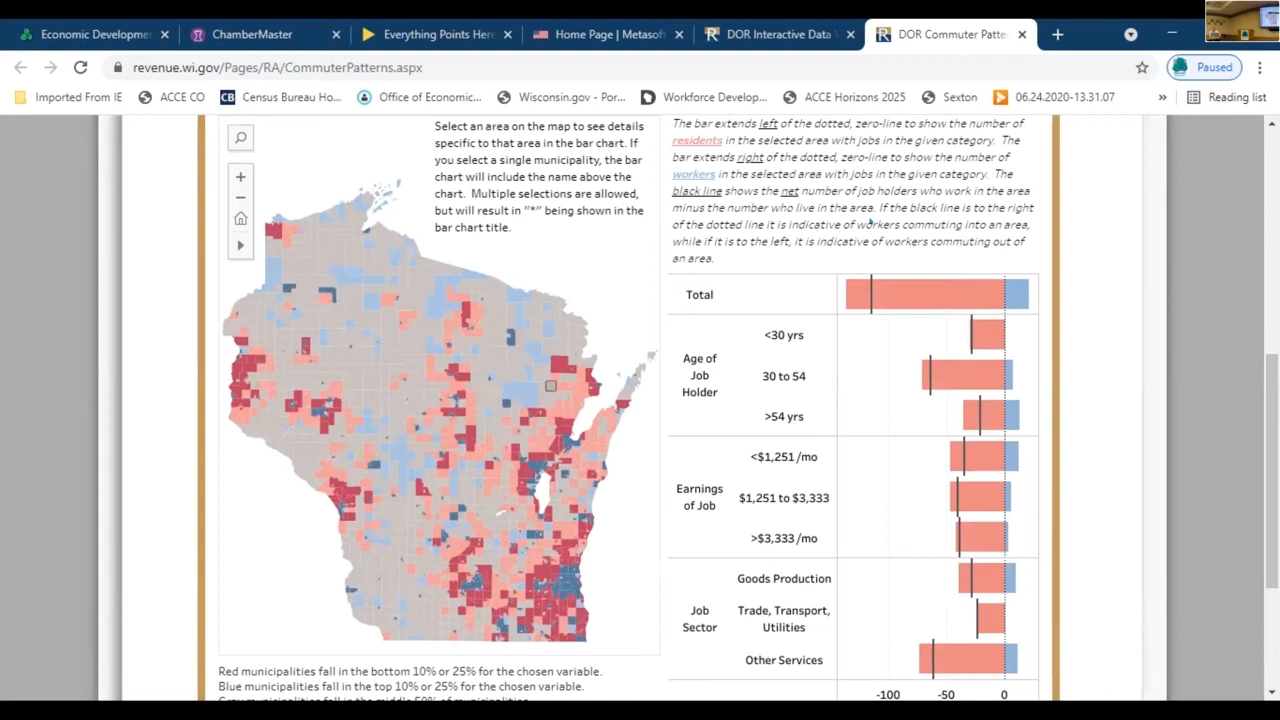 Economic Developme
ChamberMaster
Everything Points Here
Home Page | Metasoft
DOR Interactive Data V
DOR Commuter Patte
revenue.wi.gov/Pages/RA/CommuterPatterns.aspx
Paused
Imported From IE
ACCE CO
Census Bureau Ho...
Office of Economic...
Wisconsin.gov - Por...
Workforce Develop...
ACCE Horizons 2025
Sexton
06.24.2020-13.31.07
»
Reading list
Select an area on the map to see details
specific to that area in the bar chart. If
you select a single municipality, the bar
chart will include the name above the
chart. Multiple selections are allowed,
but will result in "*" being shown in the
bar chart title.
The bar extends left of the dotted, zero-line to show the number of
residents in the selected area with jobs in the given category. The
bar extends right of the dotted, zero-line to show the number of
workers in the selected area with jobs in the given category. The
black line shows the net number of job holders who work in the area
minus the number who live in the area. If the black line is to the right
of the dotted line it is indicative of workers commuting into an area,
while if it is to the left, it is indicative of workers commuting out of
an area.
Total
Age of
Job
Holder
<30 yrs
30 to 54
>54 yrs
Earnings
of Job
<$1,251 /mo
$1,251 to $3,333
>$3,333 /mo
Job
Sector
Goods Production
Trade, Transport,
Utilities
Other Services
-100 -50 0
Red municipalities fall in the bottom 10% or 25% for the chosen variable.
Blue municipalities fall in the top 10% or 25% for the chosen variable.
Gray municipalities fall in the middle 50% of municipalities